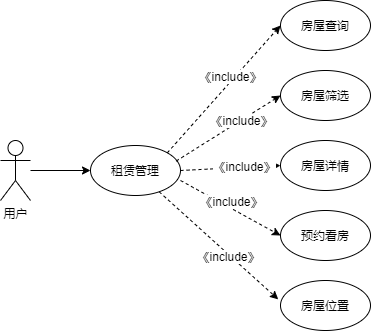 房屋查询
《include》
房屋筛选
《include》
租赁管理
《include》
房屋详情
用户
《include》
预约看房
《include》
房屋位置